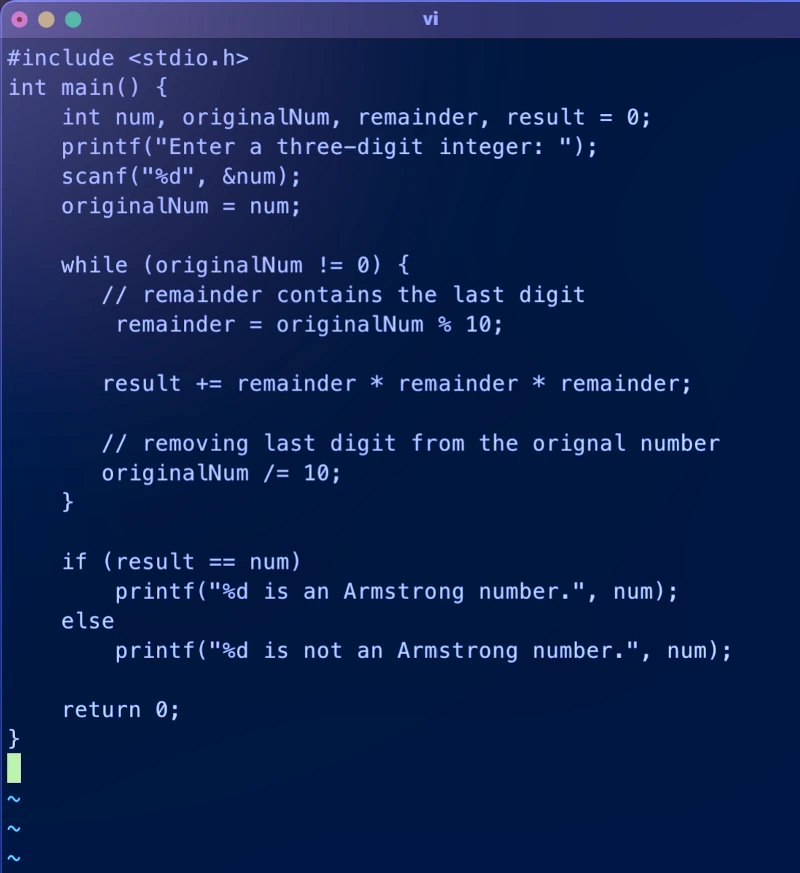 vi
#include <stdio.h>
int main() {
    int num, originalNum, remainder, result = 0;
    printf("Enter a three-digit integer: ");
    scanf("%d", &num);
    originalNum = num;

    while (originalNum != 0) {
       // remainder contains the last digit
        remainder = originalNum % 10;

       result += remainder * remainder * remainder;

       // removing last digit from the orignal number
       originalNum /= 10;
    }

    if (result == num)
        printf("%d is an Armstrong number.", num);
    else
        printf("%d is not an Armstrong number.", num);

    return 0;
}

~
~
~